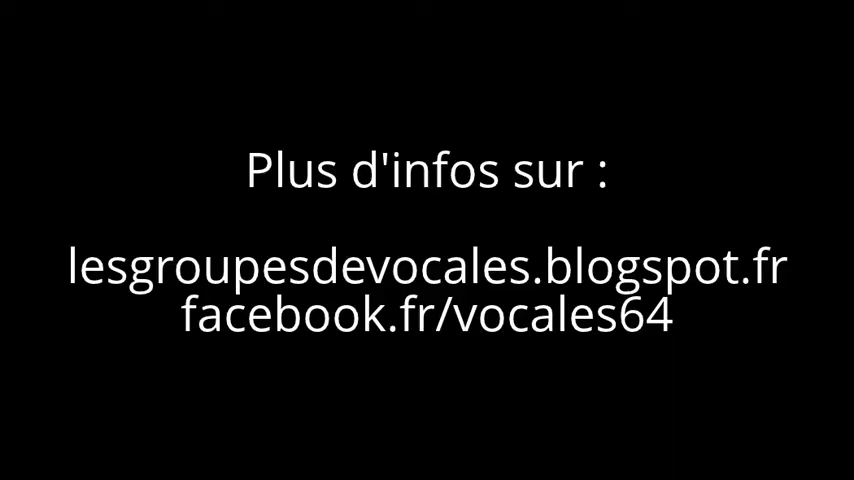 Plus d'infos sur :
lesgroupesdevocales.blogspot.fr
facebook.fr/vocales64